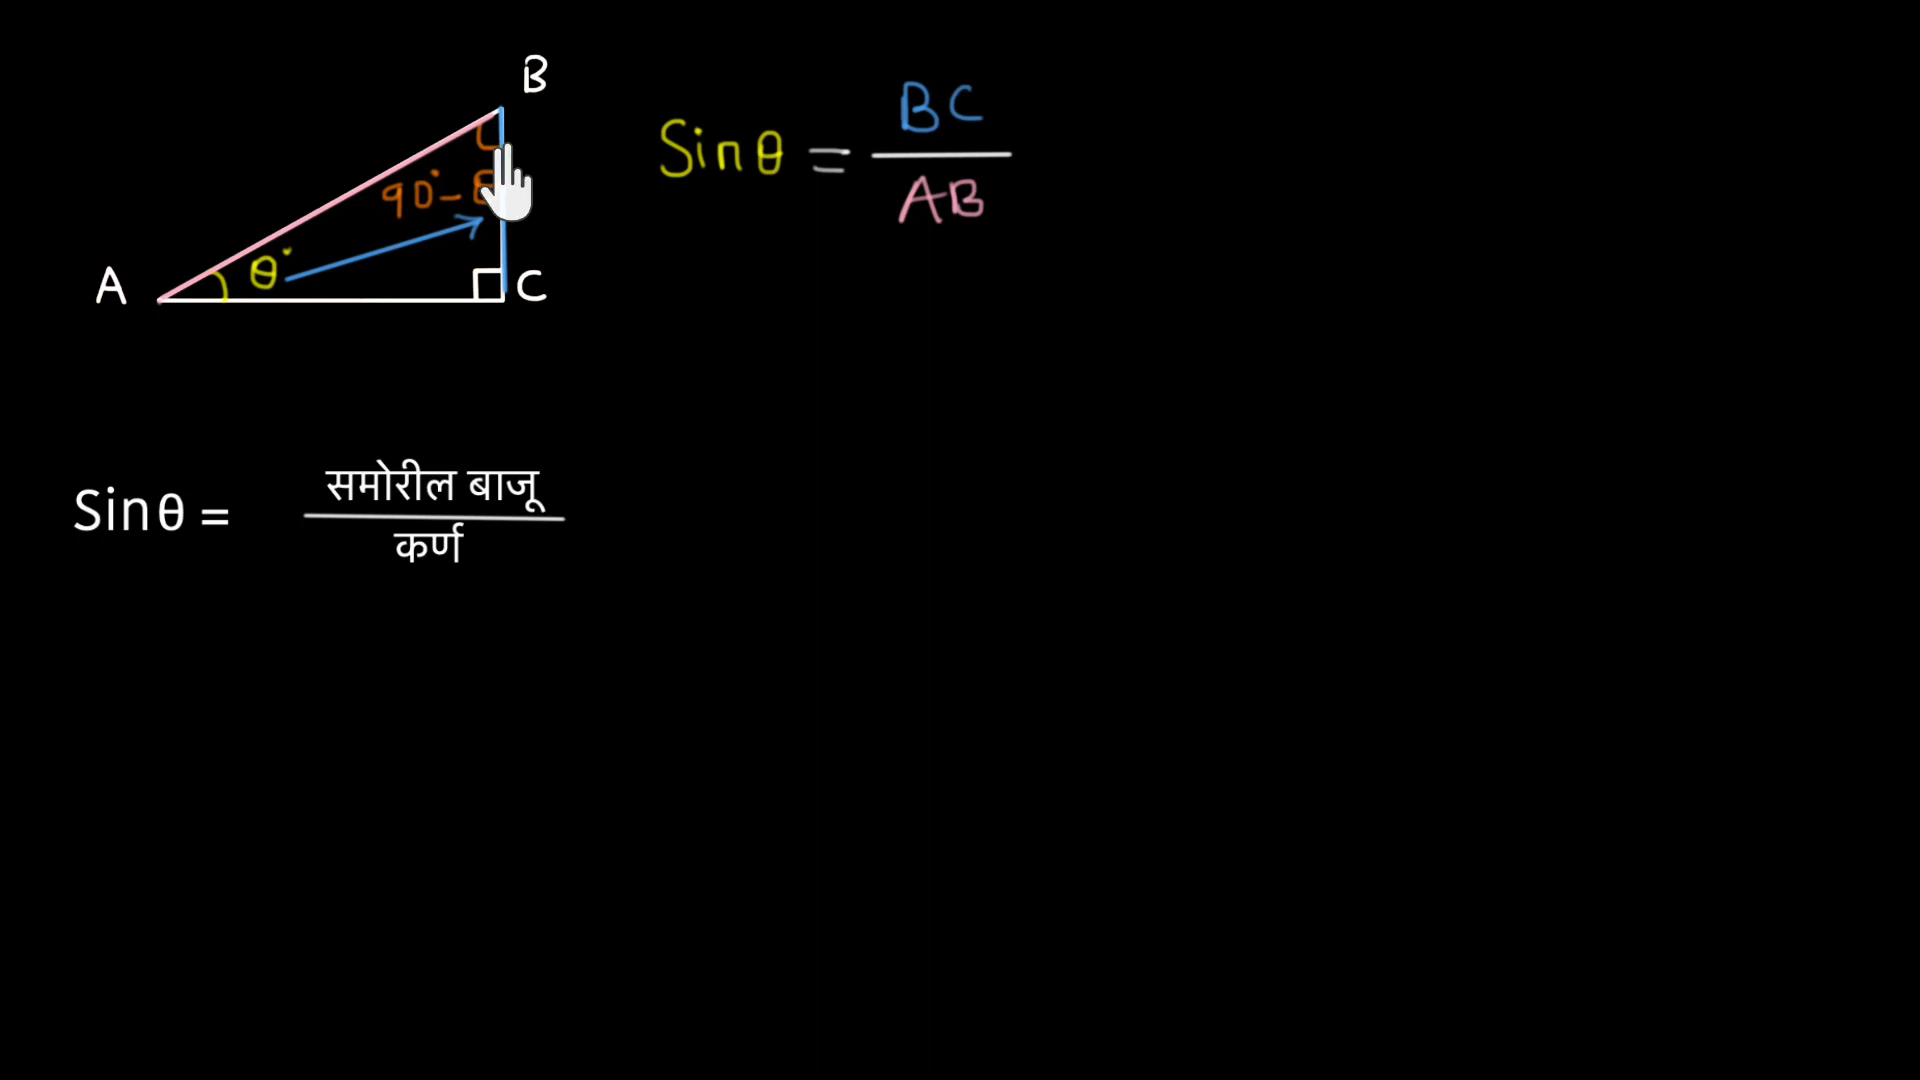 B
Sinθ = BC
AB
90°-
θ°
A
C
Sinθ = समोरील बाजू
कर्ण